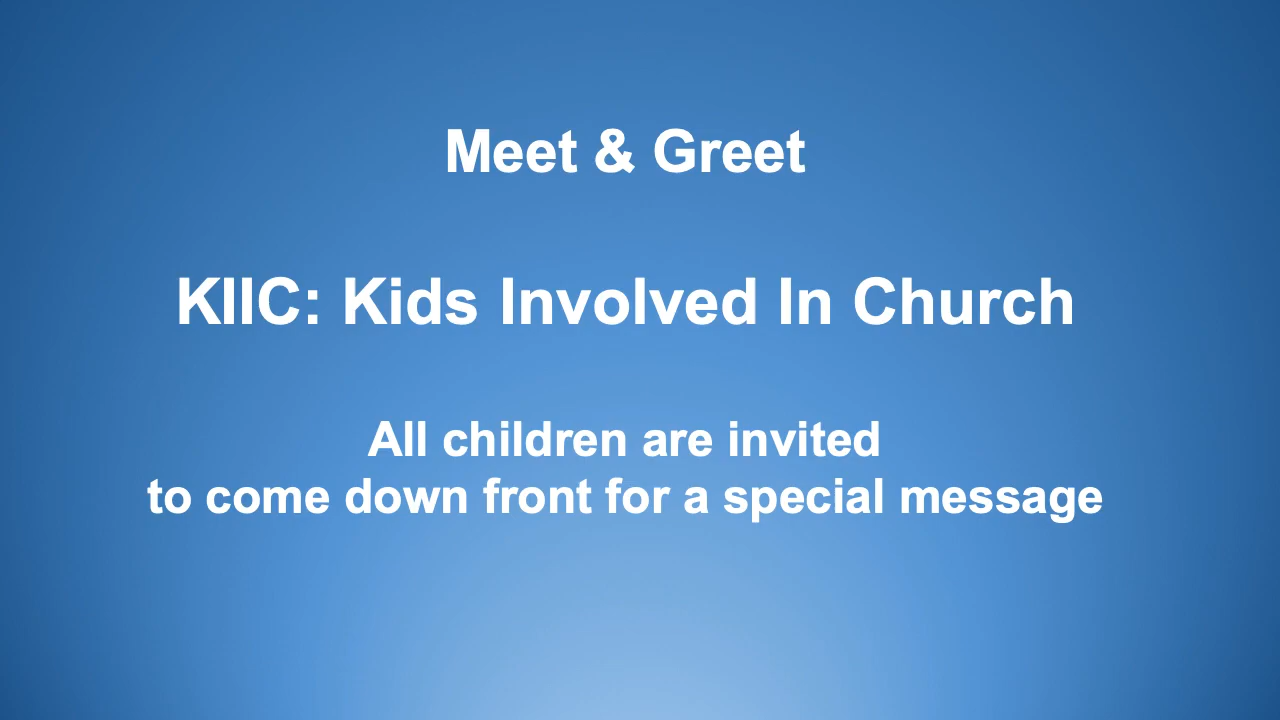 Meet & Greet
KIIC: Kids Involved In Church
All children are invited
to come down front for a special message